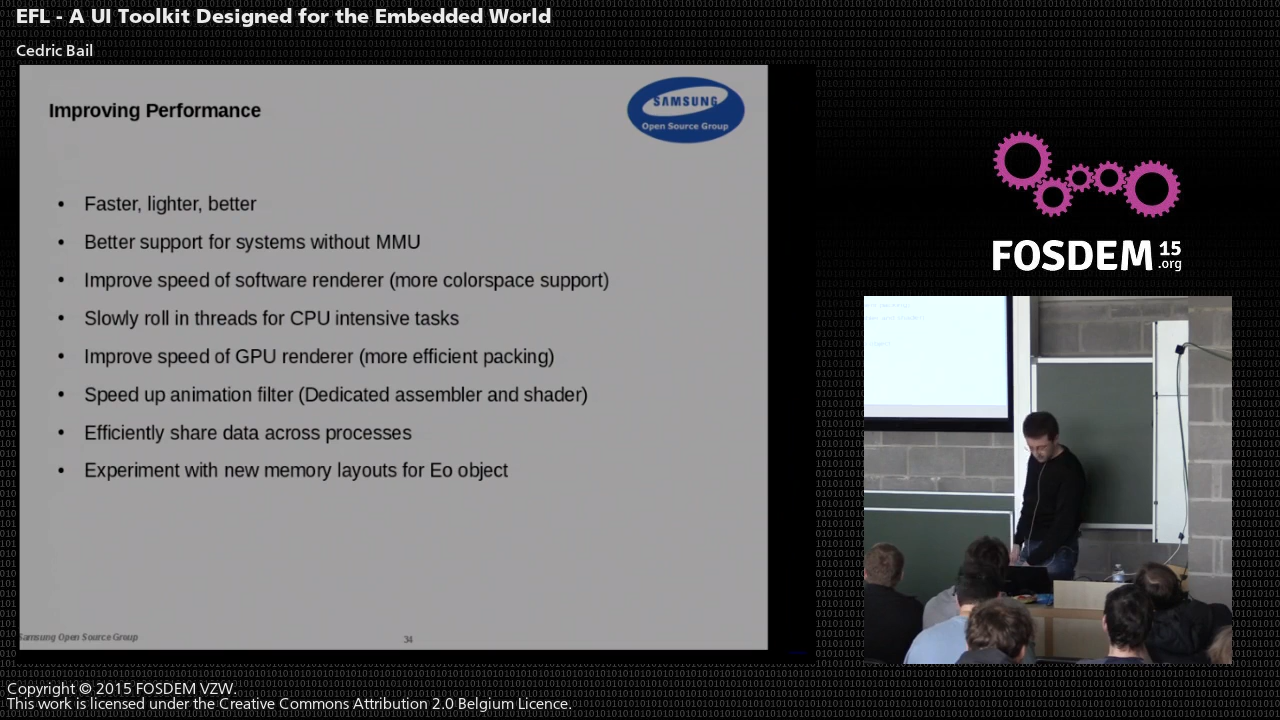 EFL - A UI Toolkit Designed for the Embedded World
Cedric Bail
Improving Performance
SAMSUNG
Open Source Group
• Faster, lighter, better
• Better support for systems without MMU
• Improve speed of software renderer (more colorspace support)
• Slowly roll in threads for CPU intensive tasks
• Improve speed of GPU renderer (more efficient packing)
• Speed up animation filter (Dedicated assembler and shader)
• Efficiently share data across processes
• Experiment with new memory layouts for Eo object
Samsung Open Source Group
34
FOSDEM 15
.org
Copyright © 2015 FOSDEM VZW.
This work is licensed under the Creative Commons Attribution 2.0 Belgium Licence.